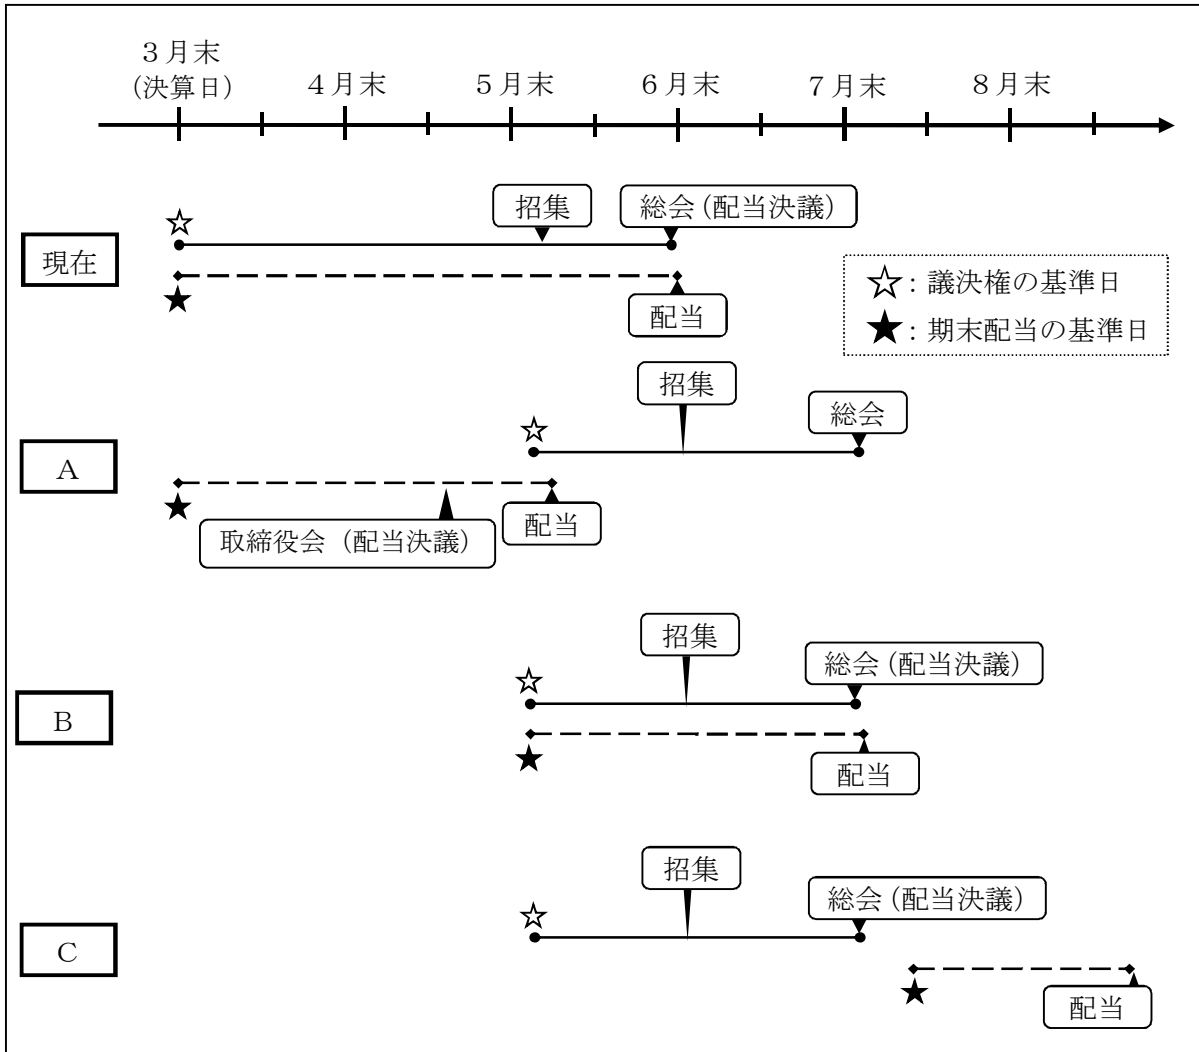 ３月末
(決算日)
４月末
５月末
６月末
７月末
８月末
現在
招集
総会(配当決議)
配当
☆：議決権の基準日
★：期末配当の基準日
A
招集
総会
取締役会（配当決議）
配当
B
招集
総会(配当決議)
配当
C
招集
総会(配当決議)
配当